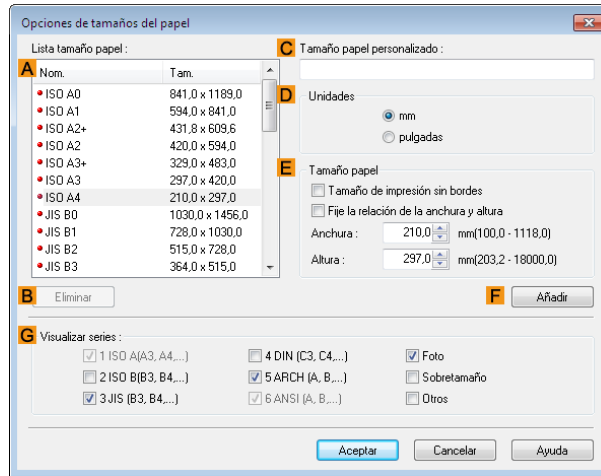 Opciones de tamaños del papel
Lista tamaño papel :
A
Nom. Tam.
ISO A0 841,0 x 1189,0
ISO A1 594,0 x 841,0
ISO A2+ 431,8 x 609,6
ISO A2 420,0 x 594,0
ISO A3+ 329,0 x 483,0
ISO A3 297,0 x 420,0
ISO A4 210,0 x 297,0
JIS B0 1030,0 x 1456,0
JIS B1 728,0 x 1030,0
JIS B2 515,0 x 728,0
JIS B3 364,0 x 515,0
B Eliminar
C Tamaño papel personalizado :
D Unidades
mm
pulgadas
E Tamaño papel
Tamaño de impresión sin bordes
Fije la relación de la anchura y altura
Anchura : 210,0 mm(100,0 - 1118,0)
Altura : 297,0 mm(203,2 - 18000,0)
F Añadir
G Visualizar series :
1 ISO A(A3, A4,...) 4 DIN (C3, C4,...) Foto
2 ISO B(B3, B4,...) 5 ARCH (A, B,...) Sobretamaño
3 JIS (B3, B4,...) 6 ANSI (A, B,...) Otros
Aceptar Cancelar Ayuda